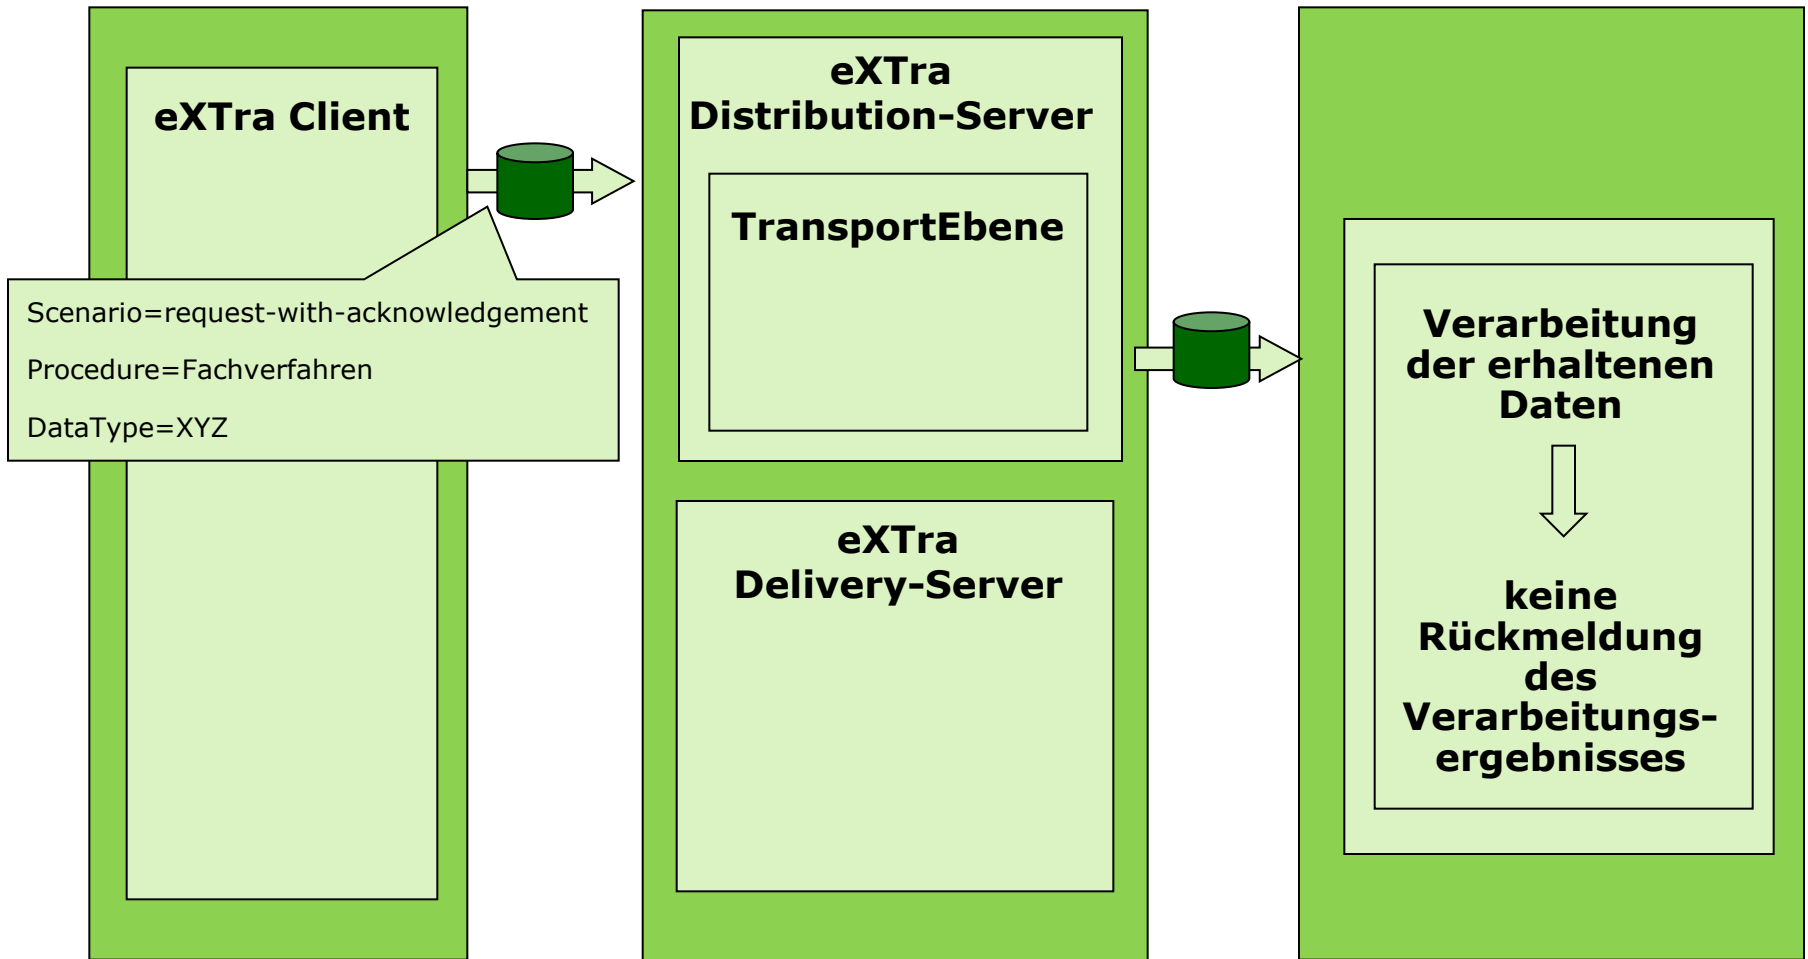 eXTra Client
Scenario=request-with-acknowledgement
Procedure=Fachverfahren
DataType=XYZ
eXTra
Distribution-Server
TransportEbene
eXTra
Delivery-Server
Verarbeitung
der erhaltenen
Daten
keine
Rückmeldung
des
Verarbeitungs-
ergebnisses